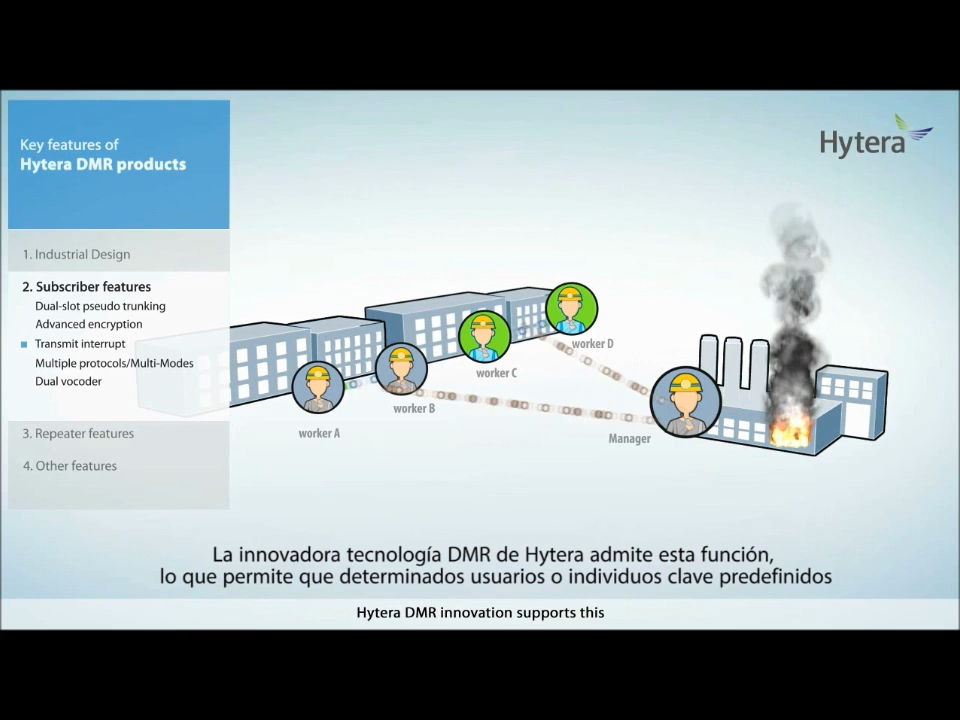 Key features of
Hytera DMR products
Hytera
1. Industrial Design
2. Subscriber features
Dual-slot pseudo trunking
Advanced encryption
Transmit interrupt
Multiple protocols/Multi-Modes
Dual vocoder
3. Repeater features
4. Other features
worker D
worker C
worker B
worker A
Manager
La innovadora tecnología DMR de Hytera admite esta función,
lo que permite que determinados usuarios o individuos clave predefinidos
Hytera DMR innovation supports this